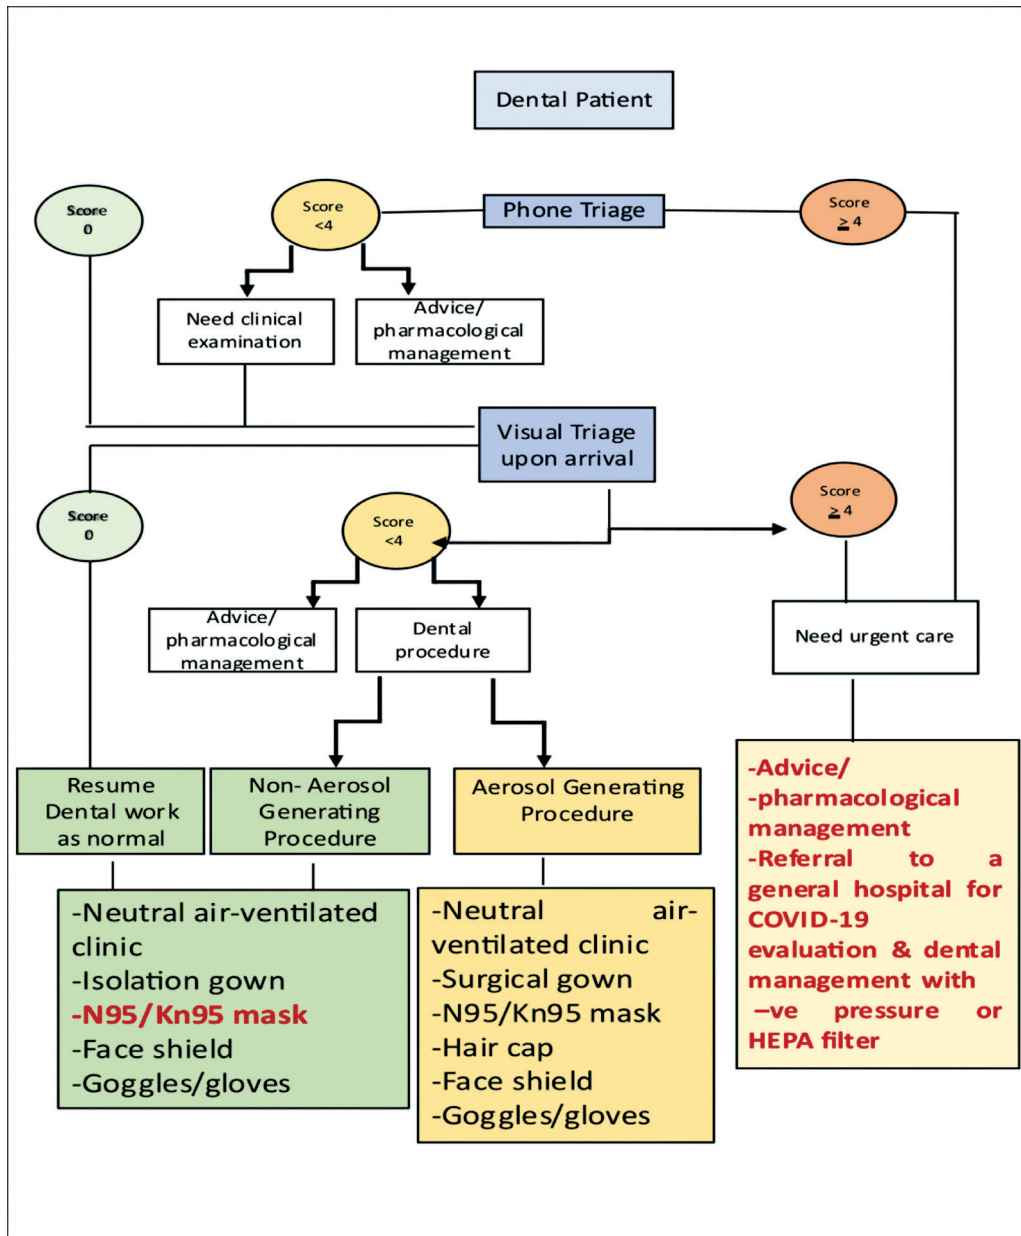 Dental Patient
Score
0
Score
<4
Phone Triage
Score
≥ 4
Need clinical
examination
Advice/
pharmacological
management
Visual Triage
upon arrival
Score
0
Score
<4
Score
≥ 4
Advice/
pharmacological
management
Dental
procedure
Need urgent care
Resume
Dental work
as normal
Non- Aerosol
Generating
Procedure
Aerosol Generating
Procedure
-Advice/
-pharmacological
management
-Referral to a
general hospital for
COVID-19
evaluation & dental
management with
–ve pressure or
HEPA filter
-Neutral air-ventilated
clinic
-Isolation gown
-N95/Kn95 mask
-Face shield
-Goggles/gloves
-Neutral air-
ventilated clinic
-Surgical gown
-N95/Kn95 mask
-Hair cap
-Face shield
-Goggles/gloves